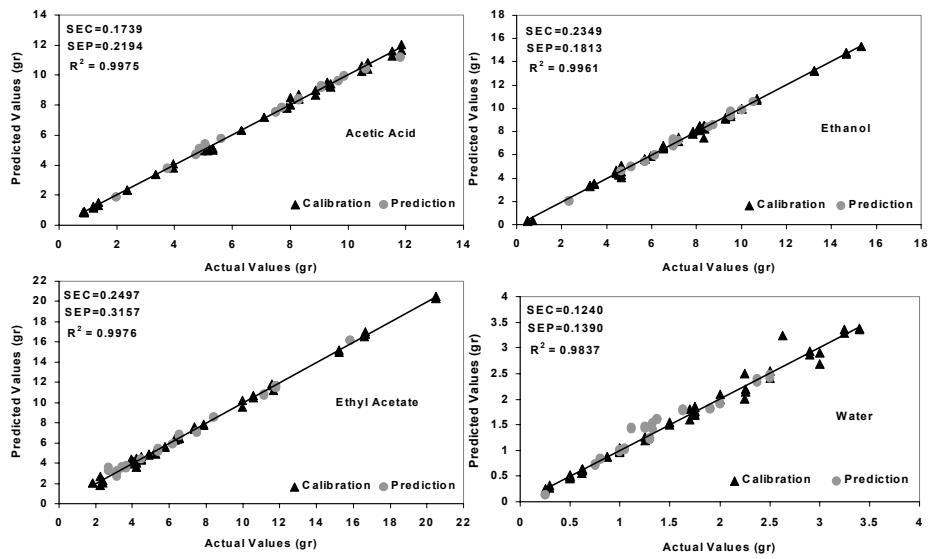 SEC=0.1739
SEP=0.2194
R² = 0.9975
Acetic Acid
▲ Calibration ● Prediction
Predicted Values (gr)
14
12
10
8
6
4
2
0
0 2 4 6 8 10 12 14
Actual Values (gr)
SEC=0.2349
SEP=0.1813
R² = 0.9961
Ethanol
▲ Calibration ● Prediction
Predicted Values (gr)
18
16
14
12
10
8
6
4
2
0
0 2 4 6 8 10 12 14 16 18
Actual Values (gr)
SEC=0.2497
SEP=0.3157
R² = 0.9976
Ethyl Acetate
▲ Calibration ● Prediction
Predicted Values (gr)
22
20
18
16
14
12
10
8
6
4
2
0
0 2 4 6 8 10 12 14 16 18 20 22
Actual Values (gr)
SEC=0.1240
SEP=0.1390
R² = 0.9837
Water
▲ Calibration ● Prediction
Predicted Values (gr)
4
3.5
3
2.5
2
1.5
1
0.5
0
0 0.5 1 1.5 2 2.5 3 3.5 4
Actual Values (gr)